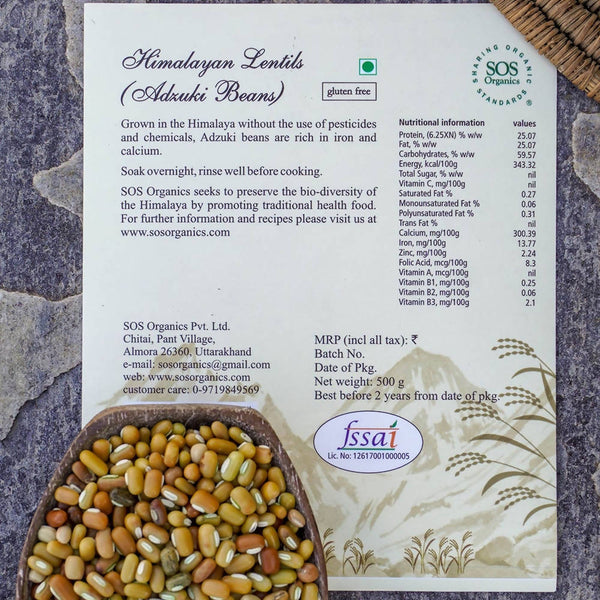 Himalayan Lentils
(Adzuki Beans)
gluten free
SHARING ORGANIC
SOS
Organics
STANDARDS
®
Grown in the Himalaya without the use of pesticides
and chemicals, Adzuki beans are rich in iron and
calcium.
Soak overnight, rinse well before cooking.
SOS Organics seeks to preserve the bio-diversity of
the Himalaya by promoting traditional health food.
For further information and recipes please visit us at
www.sosorganics.com
Nutritional information values
Protein, (6.25XN) % w/w 25.07
Fat, % w/w 25.07
Carbohydrates, % w/w 59.57
Energy, kcal/100g 343.32
Total Sugar, % w/w nil
Vitamin C, mg/100g nil
Saturated Fat % 0.27
Monounsaturated Fat % 0.06
Polyunsaturated Fat % 0.31
Trans Fat % nil
Calcium, mg/100g 300.39
Iron, mg/100g 13.77
Zinc, mg/100g 2.24
Folic Acid, mcg/100g 8.3
Vitamin A, mcg/100g nil
Vitamin B1, mg/100g 0.25
Vitamin B2, mg/100g 0.06
Vitamin B3, mg/100g 2.1
SOS Organics Pvt. Ltd.
Chitai, Pant Village,
Almora 26360, Uttarakhand
e-mail: sosorganics@gmail.com
web: www.sosorganics.com
customer care: 0-9719849569
MRP (incl all tax): ₹
Batch No.
Date of Pkg.
Net weight: 500 g
Best before 2 years from date of pkg.
fssai
Lic. No: 12617001000005